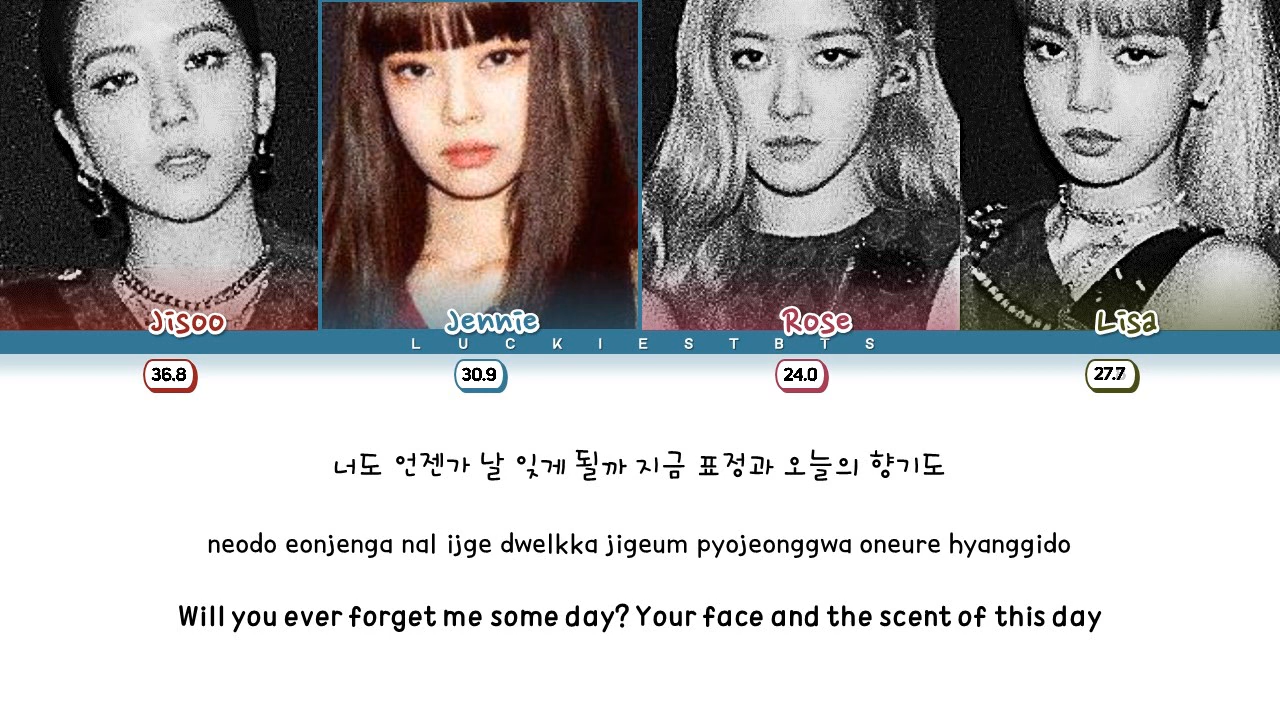 Jisoo Jennie Rose Lisa
LUCKIESTBTS
36.8 30.9 24.0 27.7
너도 언젠가 날 잊게 될까 지금 표정과 오늘의 향기도
neodo eonjenga nal ijge dwelkka jigeum pyojeonggwa oneure hyanggido
Will you ever forget me some day? Your face and the scent of this day